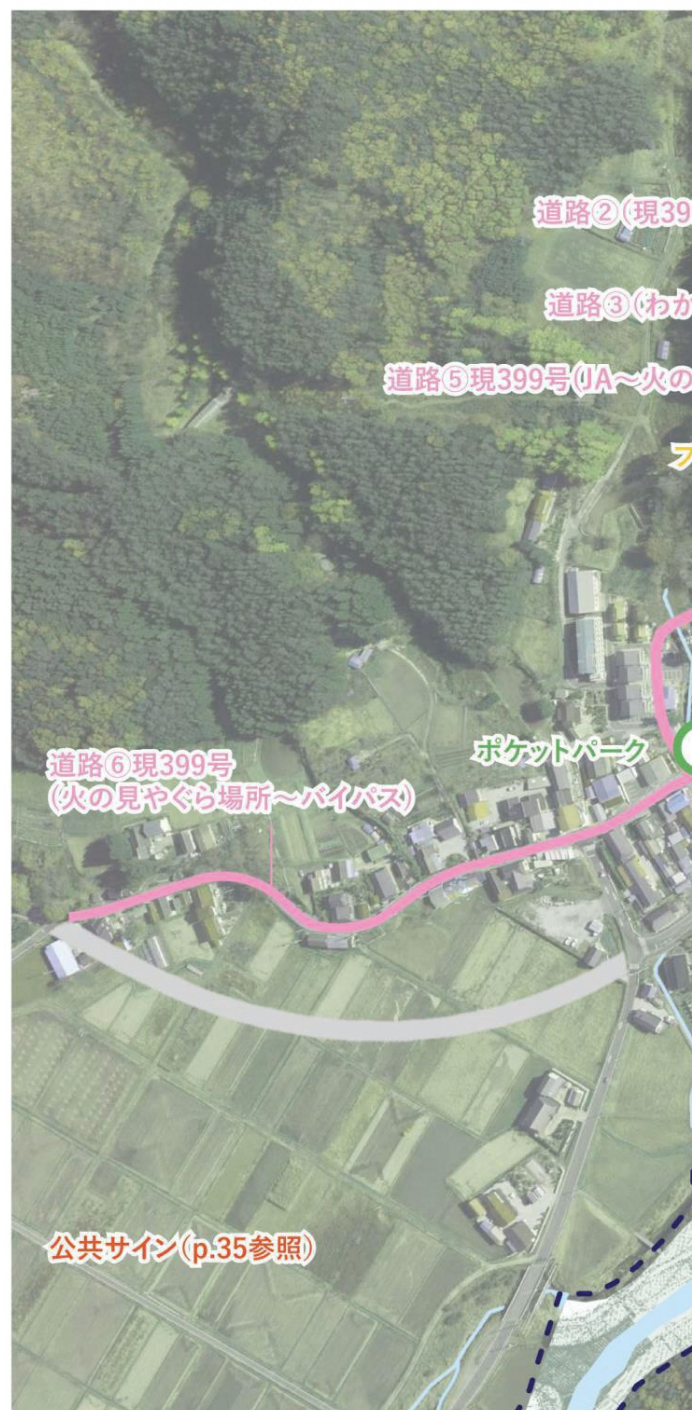 道路②(現39
道路③(わか
道路⑤現399号(JA〜火の
ポケットパーク
道路⑥現399号
(火の見やぐら場所〜バイパス)
公共サイン(p.35参照)